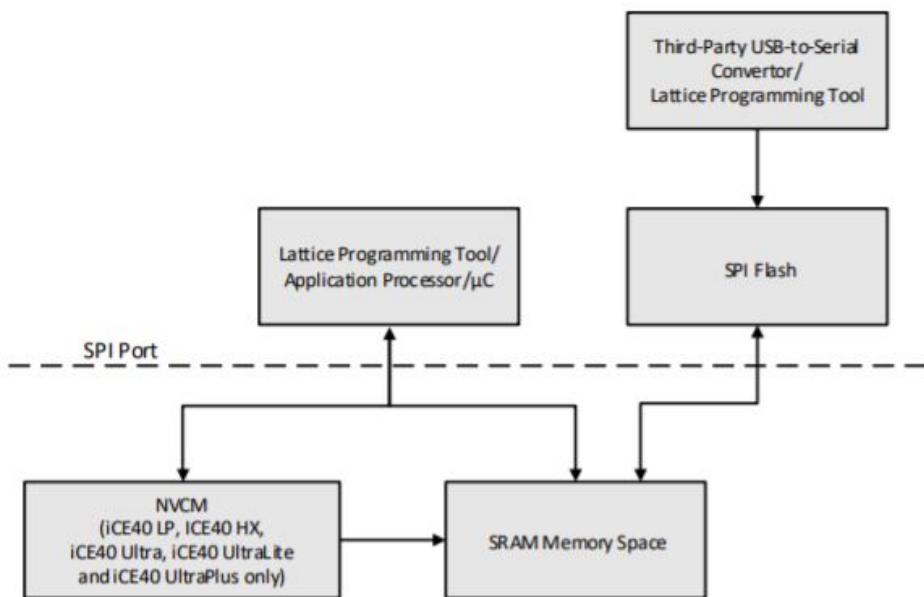 Third-Party USB-to-Serial
Convertor/
Lattice Programming Tool
Lattice Programming Tool/
Application Processor/µC
SPI Flash
SPI Port
NVCM
(iCE40 LP, ICE40 HX,
iCE40 Ultra, iCE40 UltraLite
and iCE40 UltraPlus only)
SRAM Memory Space